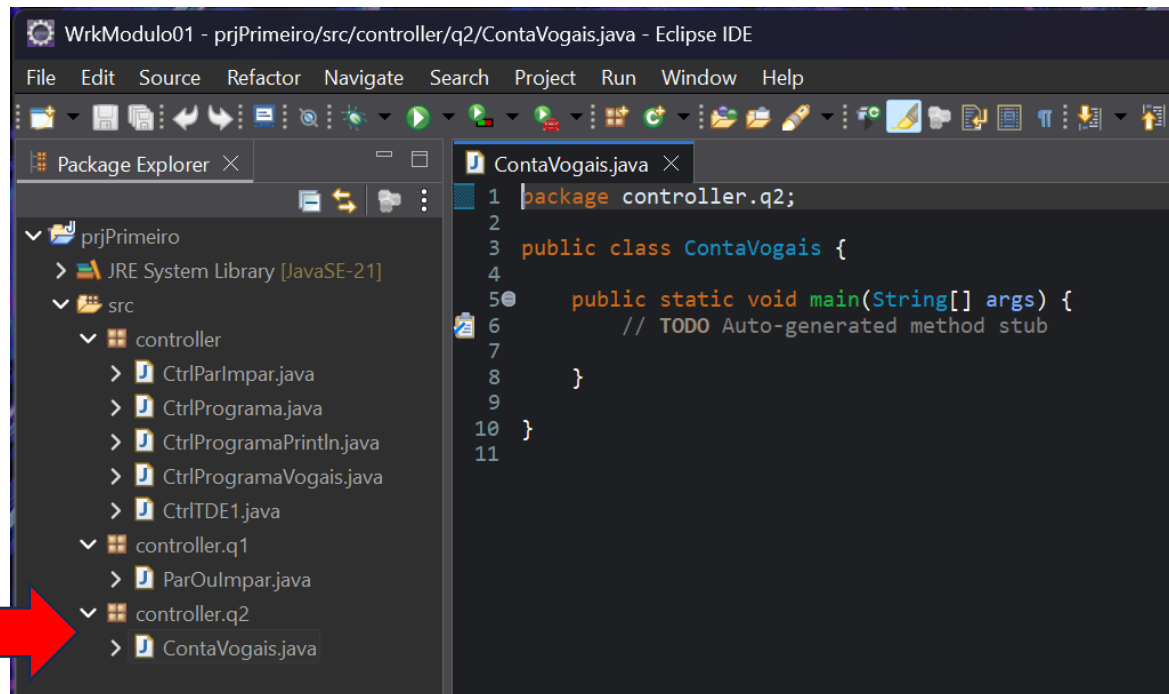 WrkModulo01 - prjPrimeiro/src/controller/q2/ContaVogais.java - Eclipse IDE
File Edit Source Refactor Navigate Search Project Run Window Help
Package Explorer
prjPrimeiro
JRE System Library [JavaSE-21]
src
controller
CtrlParImpar.java
CtrlPrograma.java
CtrlProgramaPrintln.java
CtrlProgramaVogais.java
CtrlTDE1.java
controller.q1
ParOuImpar.java
controller.q2
ContaVogais.java
ContaVogais.java
1 package controller.q2;
2
3 public class ContaVogais {
4
5 public static void main(String[] args) {
6 // TODO Auto-generated method stub
7
8 }
9
10 }
11